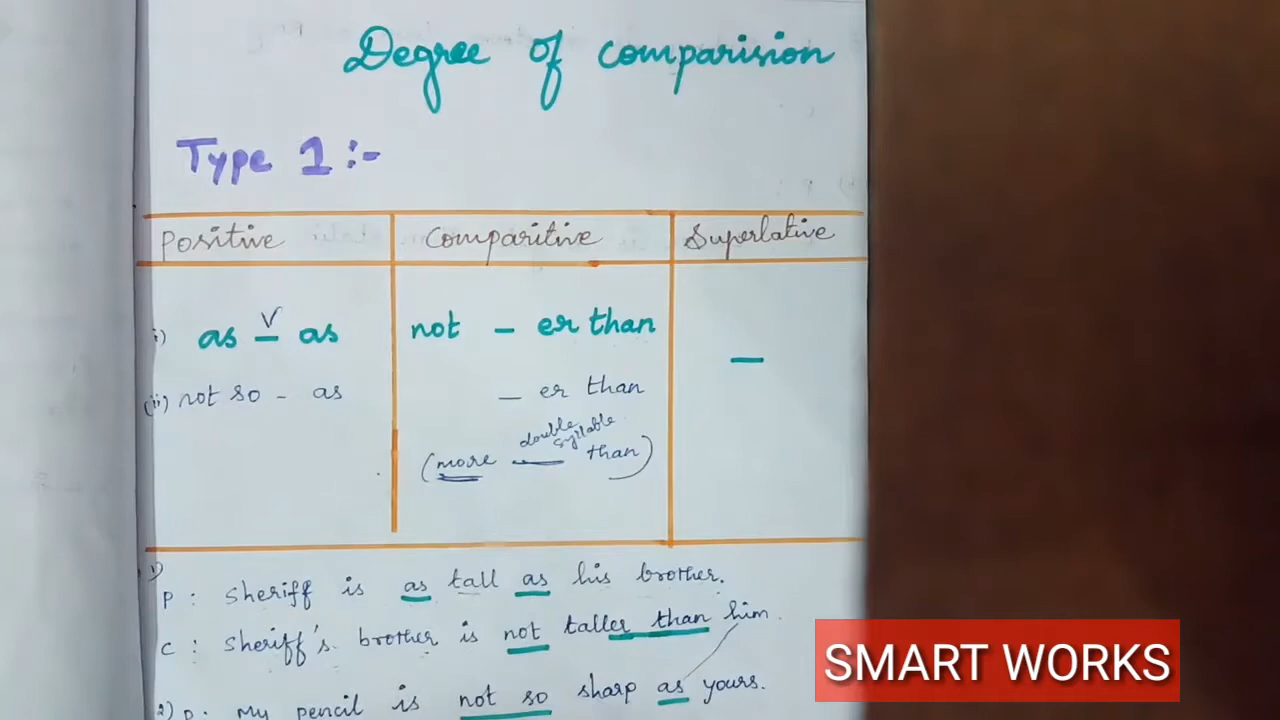 Degree of comparision
Type 1:-
Positive Comparitive Superlative
i) as _ as not _ er than _
(ii) not so - as _ er than
double syllable
(more _ than)
1)
P: Sheriff is as tall as his brother.
C: Sheriff's brother is not taller than him.
2) P: My pencil is not so sharp as yours.
SMART WORKS